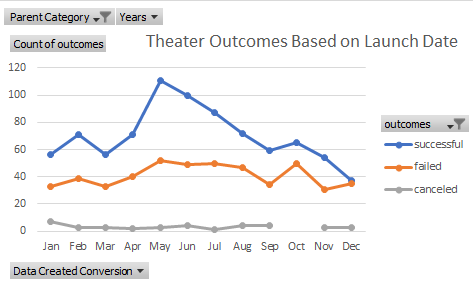 Parent Category Years
Count of outcomes
Theater Outcomes Based on Launch Date
120
100
80
60
40
20
0
Jan Feb Mar Apr May Jun Jul Aug Sep Oct Nov Dec
outcomes
successful
failed
canceled
Data Created Conversion